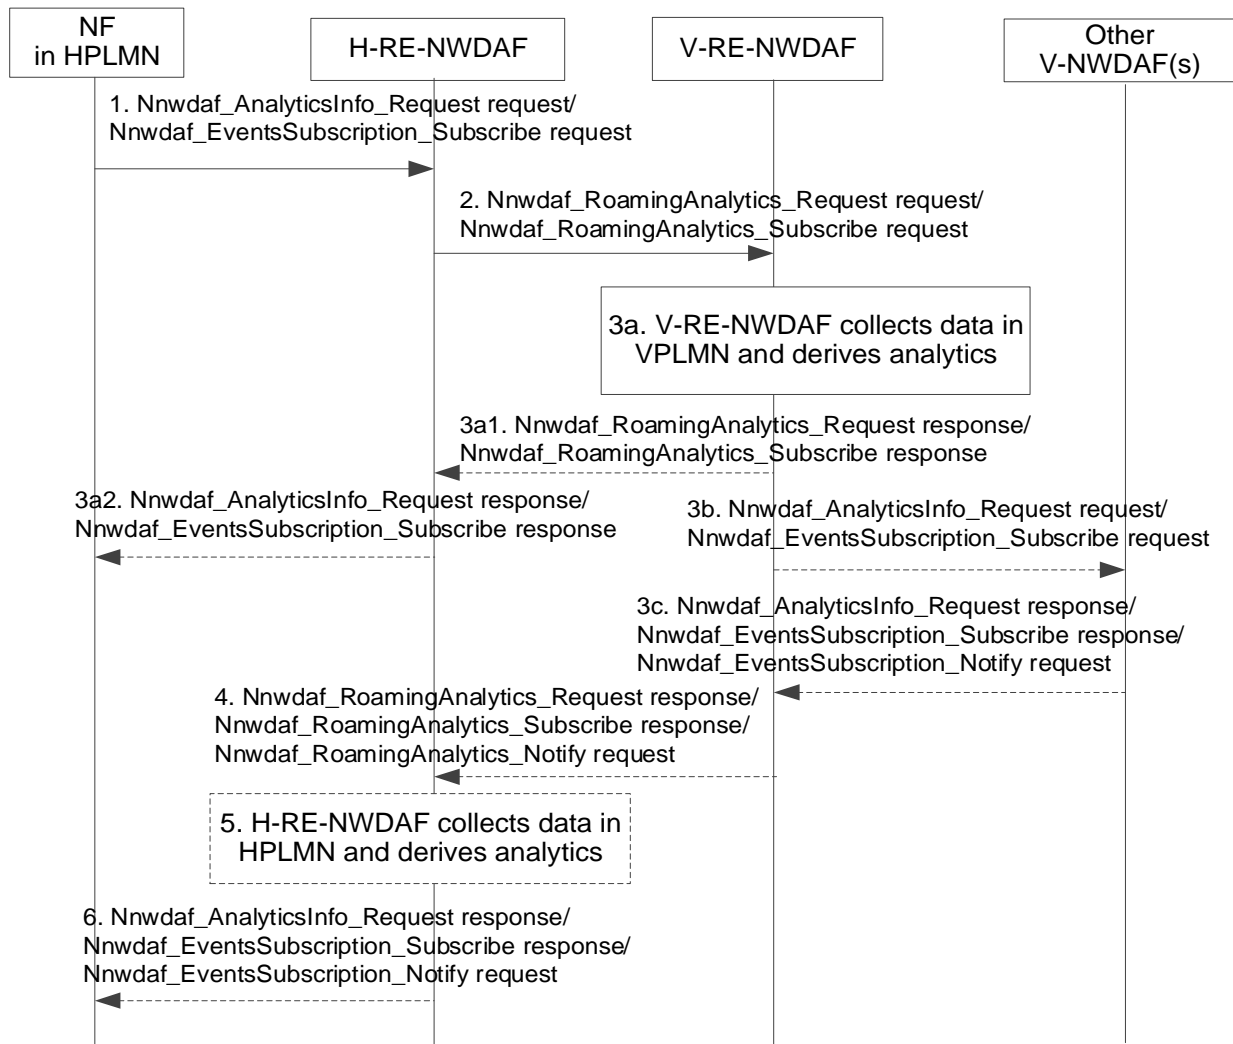 NF
in HPLMN
H-RE-NWDAF
V-RE-NWDAF
Other
V-NWDAF(s)
1. Nnwdaf_AnalyticsInfo_Request request/
Nnwdaf_EventsSubscription_Subscribe request
2. Nnwdaf_RoamingAnalytics_Request request/
Nnwdaf_RoamingAnalytics_Subscribe request
3a. V-RE-NWDAF collects data in
VPLMN and derives analytics
3a1. Nnwdaf_RoamingAnalytics_Request response/
Nnwdaf_RoamingAnalytics_Subscribe response
3a2. Nnwdaf_AnalyticsInfo_Request response/
Nnwdaf_EventsSubscription_Subscribe response
3b. Nnwdaf_AnalyticsInfo_Request request/
Nnwdaf_EventsSubscription_Subscribe request
3c. Nnwdaf_AnalyticsInfo_Request response/
Nnwdaf_EventsSubscription_Subscribe response/
Nnwdaf_EventsSubscription_Notify request
4. Nnwdaf_RoamingAnalytics_Request response/
Nnwdaf_RoamingAnalytics_Subscribe response/
Nnwdaf_RoamingAnalytics_Notify request
5. H-RE-NWDAF collects data in
HPLMN and derives analytics
6. Nnwdaf_AnalyticsInfo_Request response/
Nnwdaf_EventsSubscription_Subscribe response/
Nnwdaf_EventsSubscription_Notify request